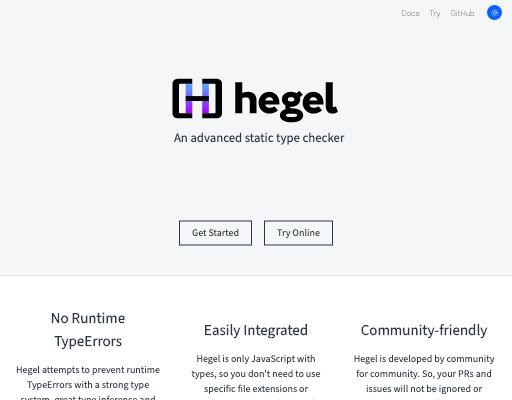 Docs Try GitHub
[H] hegel
An advanced static type checker
Get Started Try Online
No Runtime
TypeErrors
Hegel attempts to prevent runtime
TypeErrors with a strong type
system, great type inference and
Easily Integrated
Hegel is only JavaScript with
types, so you don't need to use
specific file extensions or
Community-friendly
Hegel is developed by community
for community. So, your PRs and
issues will not be ignored or